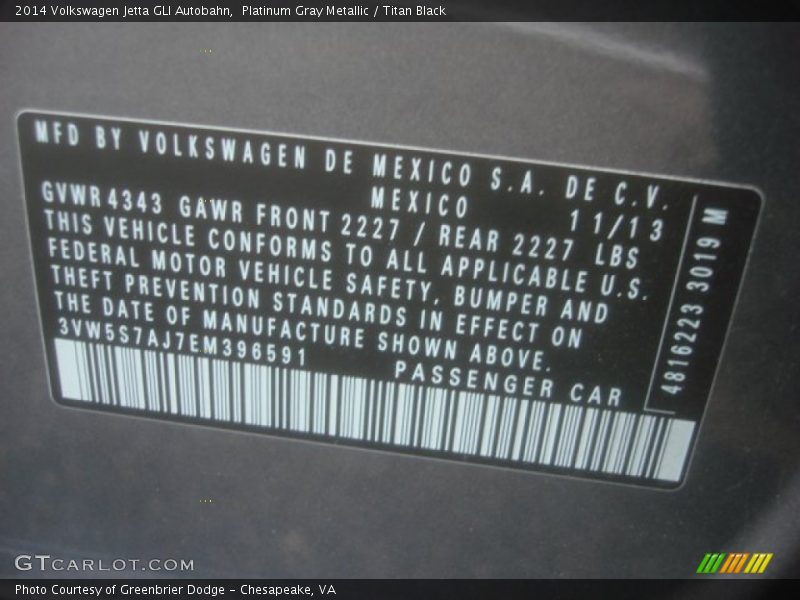 2014 Volkswagen Jetta GLI Autobahn,  Platinum Gray Metallic / Titan Black
MFD BY VOLKSWAGEN DE MEXICO S.A. DE C.V.
MEXICO 11/13
GVWR 4343 GAWR FRONT 2227 / REAR 2227 LBS
THIS VEHICLE CONFORMS TO ALL APPLICABLE U.S.
FEDERAL MOTOR VEHICLE SAFETY, BUMPER AND
THEFT PREVENTION STANDARDS IN EFFECT ON
THE DATE OF MANUFACTURE SHOWN ABOVE.
3VW5S7AJ7EM396591 PASSENGER CAR
4816223 3019 M
GTCARLOT.COM
Photo Courtesy of Greenbrier Dodge - Chesapeake, VA